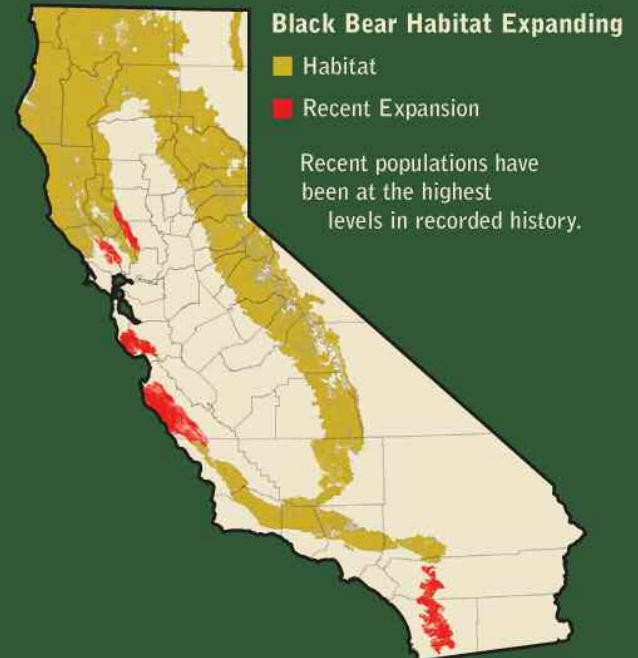 Black Bear Habitat Expanding
Habitat
Recent Expansion
Recent populations have
been at the highest
levels in recorded history.